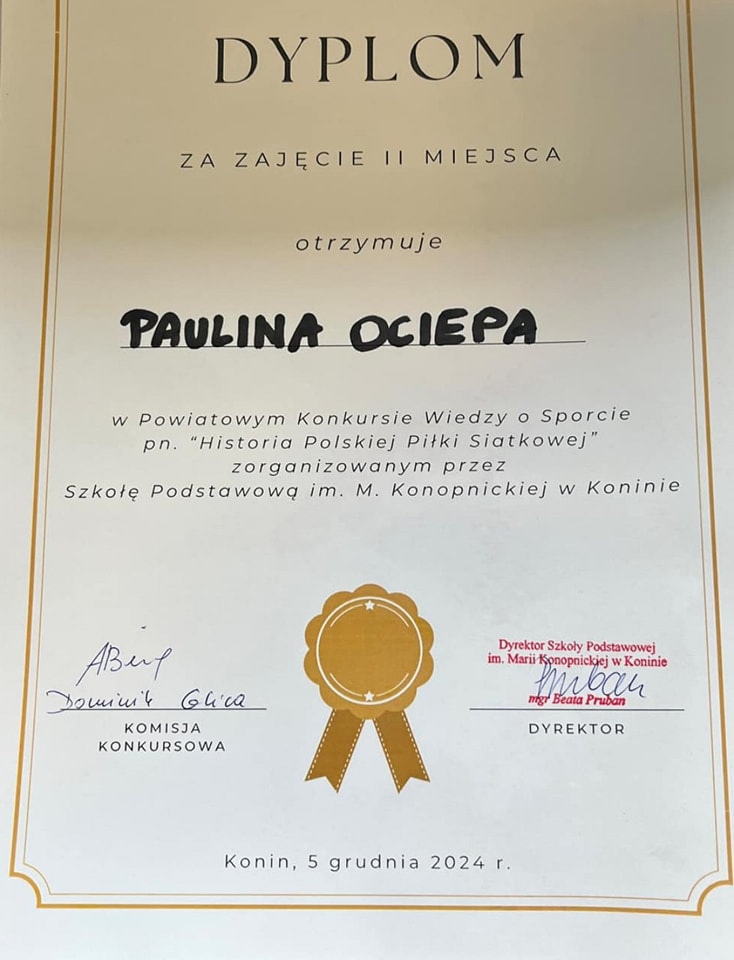 DYPLOM
ZA ZAJĘCIE II MIEJSCA
otrzymuje
PAULINA OCIEPA
w Powiatowym Konkursie Wiedzy o Sporcie
pn. “Historia Polskiej Piłki Siatkowej”
zorganizowanym przez
Szkołę Podstawową im. M. Konopnickiej w Koninie
Dominik
KOMISJA
KONKURSOWA
Dyrektor Szkoły Podstawowej
im. Marii Konopnickiej w Koninie
Pruban
mgr Beata Pruban
DYREKTOR
Konin, 5 grudnia 2024 r.